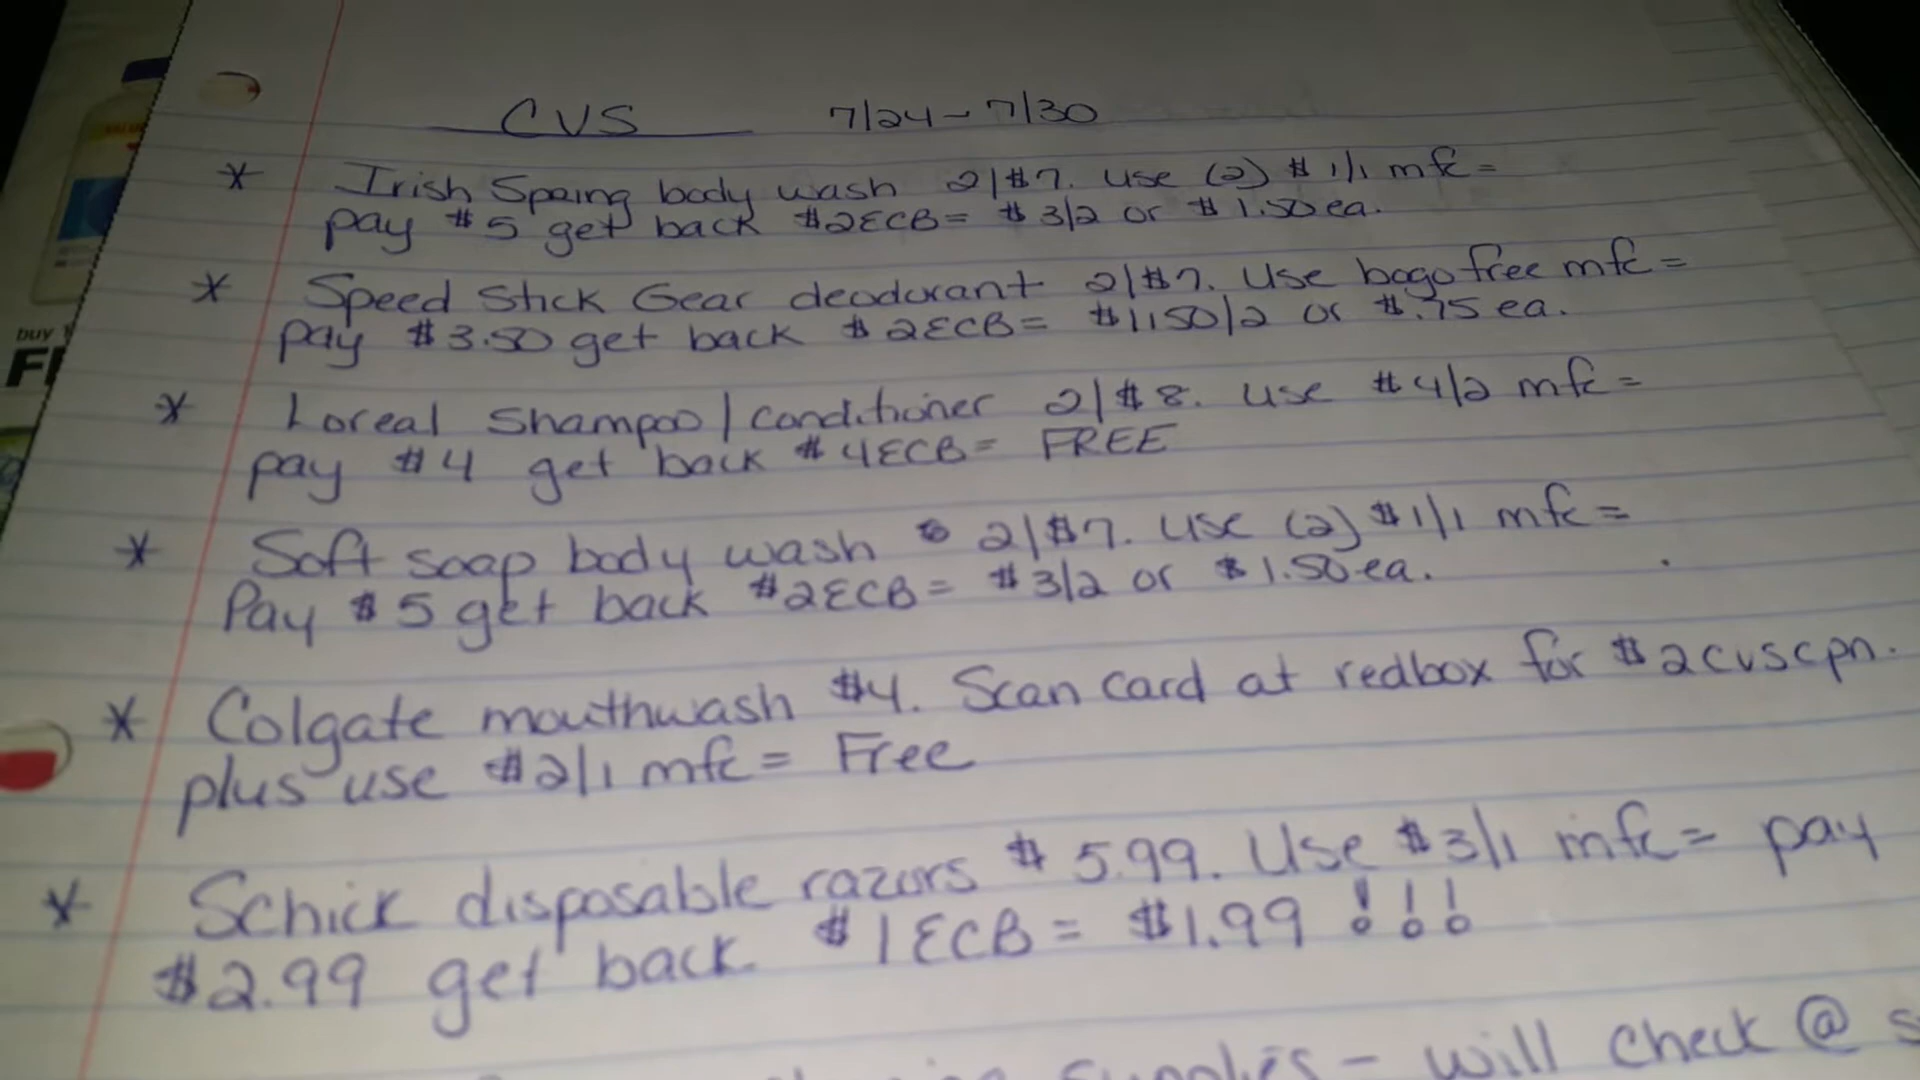 CVS 7/24 - 7/30
* Irish Spring body wash 2/$7. Use (2) $1/1 mfc =
pay $5 get back $2ECB = $3/2 or $1.50 ea.
* Speed Stick Gear deodorant 2/$7. Use bogo free mfc =
pay $3.50 get back $2ECB = $1.50/2 or $.75 ea.
* Loreal Shampoo/conditioner 2/$8. Use $4/2 mfc =
pay $4 get back $4ECB = FREE
* Soft soap body wash 2/$7. Use (2) $1/1 mfc =
Pay $5 get back $2ECB = $3/2 or $1.50 ea.
* Colgate mouthwash $4. Scan card at redbox for $2 cvs cpn.
plus use $2/1 mfc = Free
* Schick disposable razors $5.99. Use $3/1 mfc = pay
$2.99 get back $1ECB = $1.99 !!!
supplies - will check @
buy